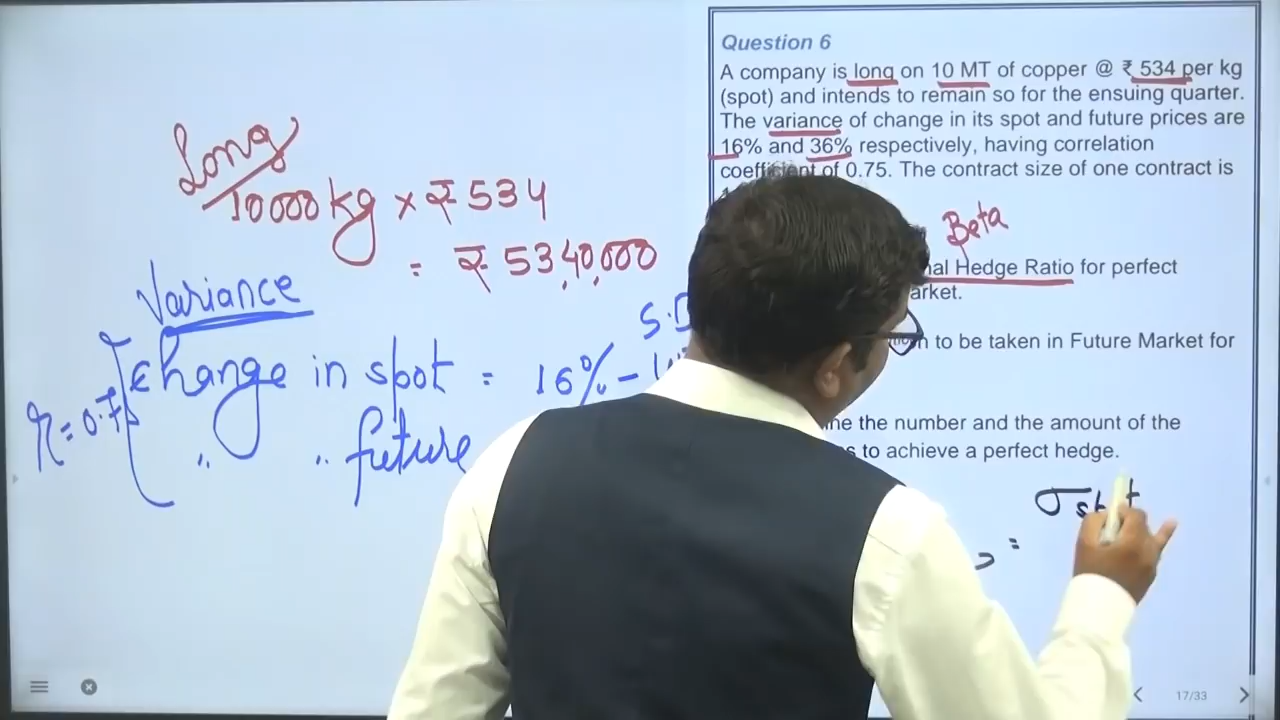 Long
10000 kg × ₹ 534
= ₹ 53,40,000
Variance
change in spot = 16% -
S.D
r = 0.75
" " future
Question 6
A company is long on 10 MT of copper @ ₹ 534 per kg
(spot) and intends to remain so for the ensuing quarter.
The variance of change in its spot and future prices are
16% and 36% respectively, having correlation
coefficient of 0.75. The contract size of one contract is
Beta
Hedge Ratio for perfect
to be taken in Future Market for
the number and the amount of the
to achieve a perfect hedge.
=
σ spot
17/33